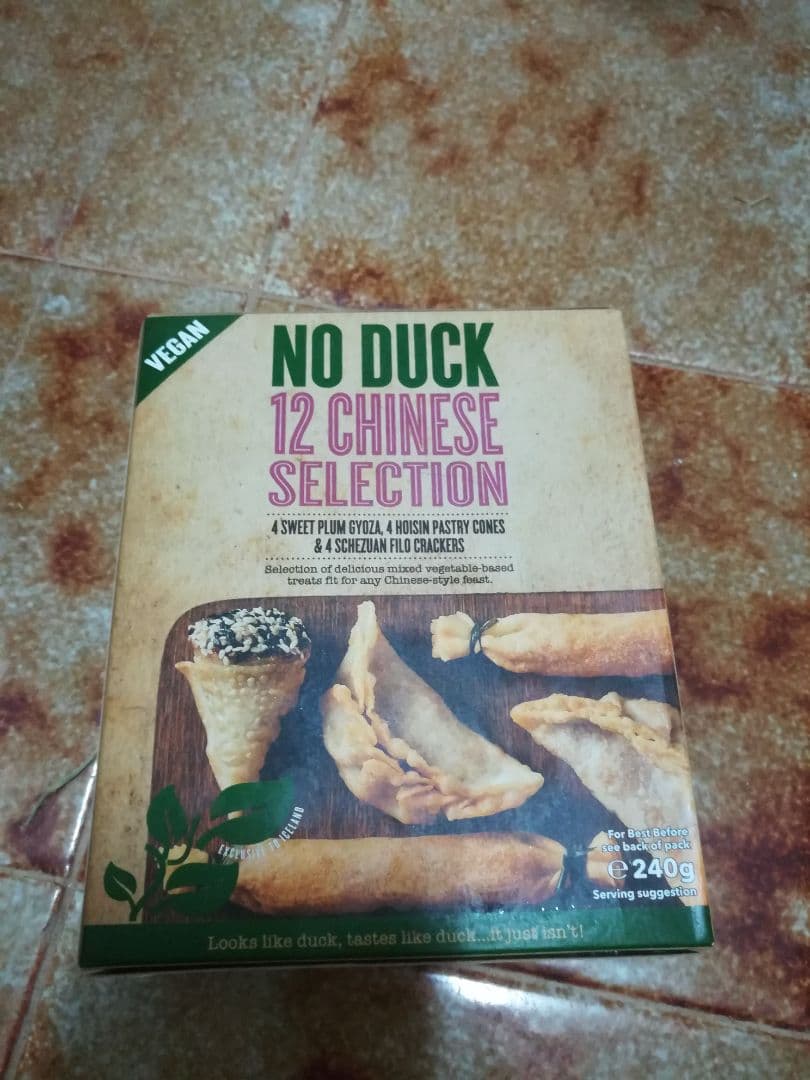 VEGAN
NO DUCK
12 CHINESE
SELECTION
4 SWEET PLUM GYOZA, 4 HOISIN PASTRY CONES
& 4 SCHEZUAN FILO CRACKERS
Selection of delicious mixed vegetable-based
treats fit for any Chinese-style feast.
EXCLUSIVE TO ICELAND
For Best Before
see back of pack
℮ 240g
Serving suggestion
Looks like duck, tastes like duck...it just isn't!